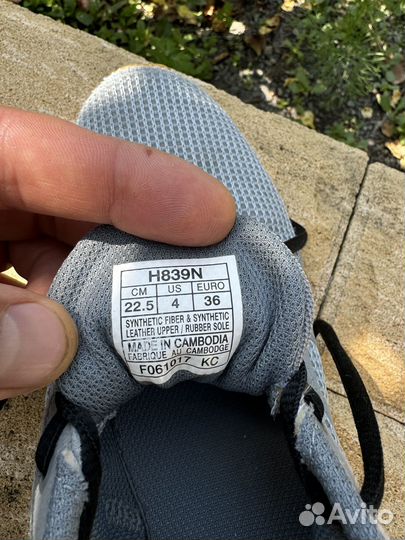 H839N
CM US EURO
22.5 4 36
SYNTHETIC FIBER & SYNTHETIC
LEATHER UPPER / RUBBER SOLE
MADE IN CAMBODIA
FABRIQUE AU CAMBODGE
F061017 KC
Avito